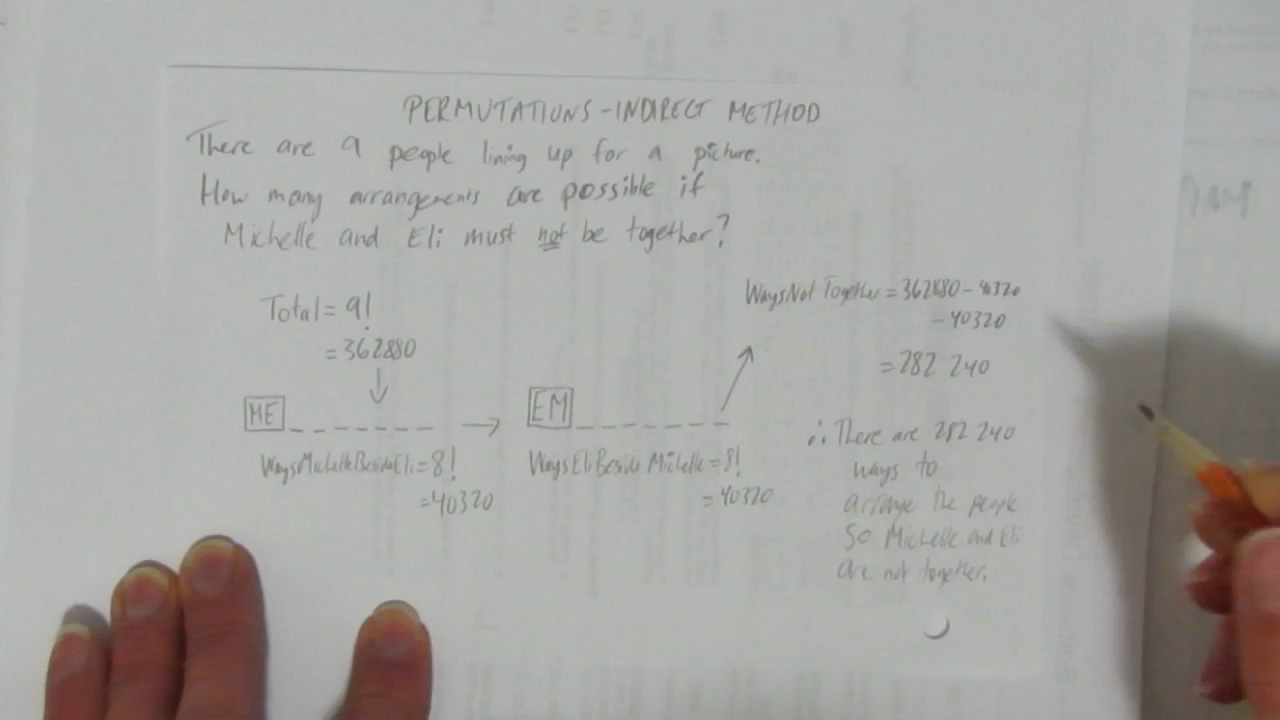 PERMUTATIONS-INDIRECT METHOD
There are 9 people lining up for a picture.
How many arrangements are possible if
Michelle and Eli must not be together?
Total = 9!
= 362880
ME _ _ _ _ _ _ _
WaysMichelleBesideEli = 8!
= 40320
EM _ _ _ _ _ _ _
WaysEliBesideMichelle = 8!
= 40320
WaysNotTogether = 362880 - 40320
- 40320
= 282 240
∴ There are 282 240
ways to
arrange the people
so Michelle and Eli
are not together.